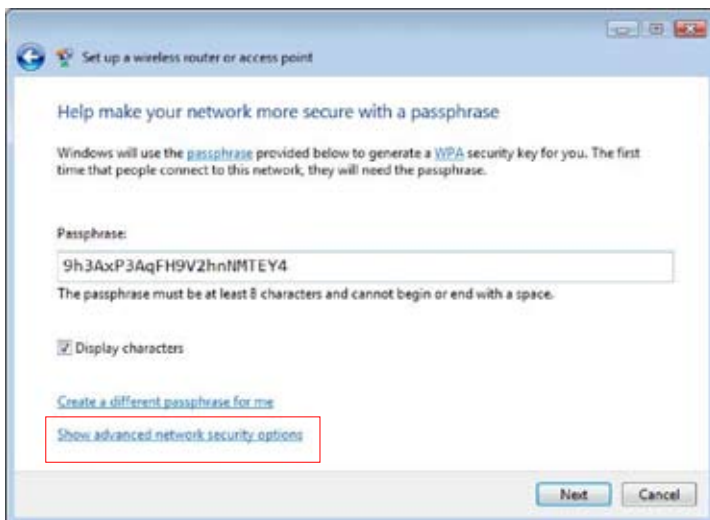 Set up a wireless router or access point
Help make your network more secure with a passphrase
Windows will use the passphrase provided below to generate a WPA security key for you. The first
time that people connect to this network, they will need the passphrase.
Passphrase:
9h3AxP3AqFH9V2hnNMTEY4
The passphrase must be at least 8 characters and cannot begin or end with a space.
Display characters
Create a different passphrase for me
Show advanced network security options
Next Cancel